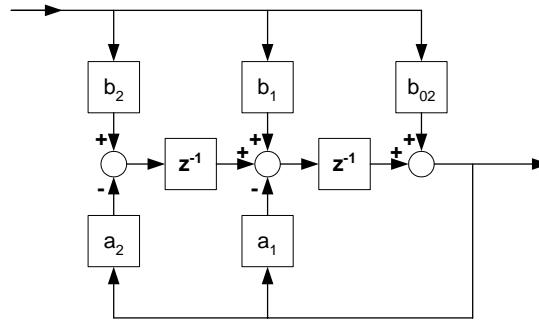 b₂ b₁ b₀₂
+ + +
z⁻¹ + z⁻¹ +
- -
a₂ a₁